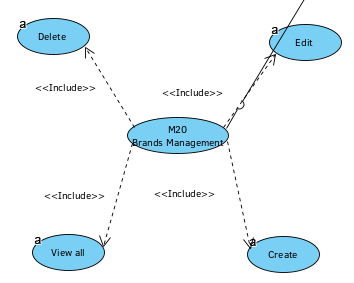 a
Delete
a
Edit
<<Include>>
<<Include>>
M20
Brands Management
<<Include>>
<<Include>>
a
View all
a
Create